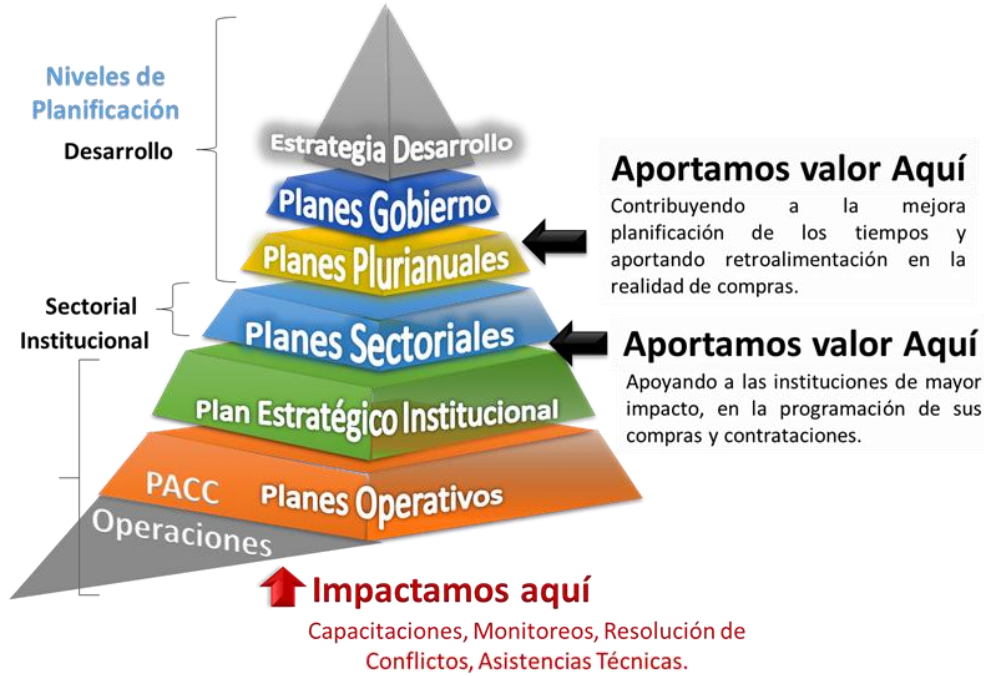 Niveles de
Planificación
Desarrollo
Sectorial
Institucional
Estrategia Desarrollo
Planes Gobierno
Planes Plurianuales
Planes Sectoriales
Plan Estratégico Institucional
PACC Planes Operativos
Operaciones
Aportamos valor Aquí
Contribuyendo a la mejora
planificación de los tiempos y
aportando retroalimentación en la
realidad de compras.
Aportamos valor Aquí
Apoyando a las instituciones de mayor
impacto, en la programación de sus
compras y contrataciones.
Impactamos aquí
Capacitaciones, Monitoreos, Resolución de
Conflictos, Asistencias Técnicas.